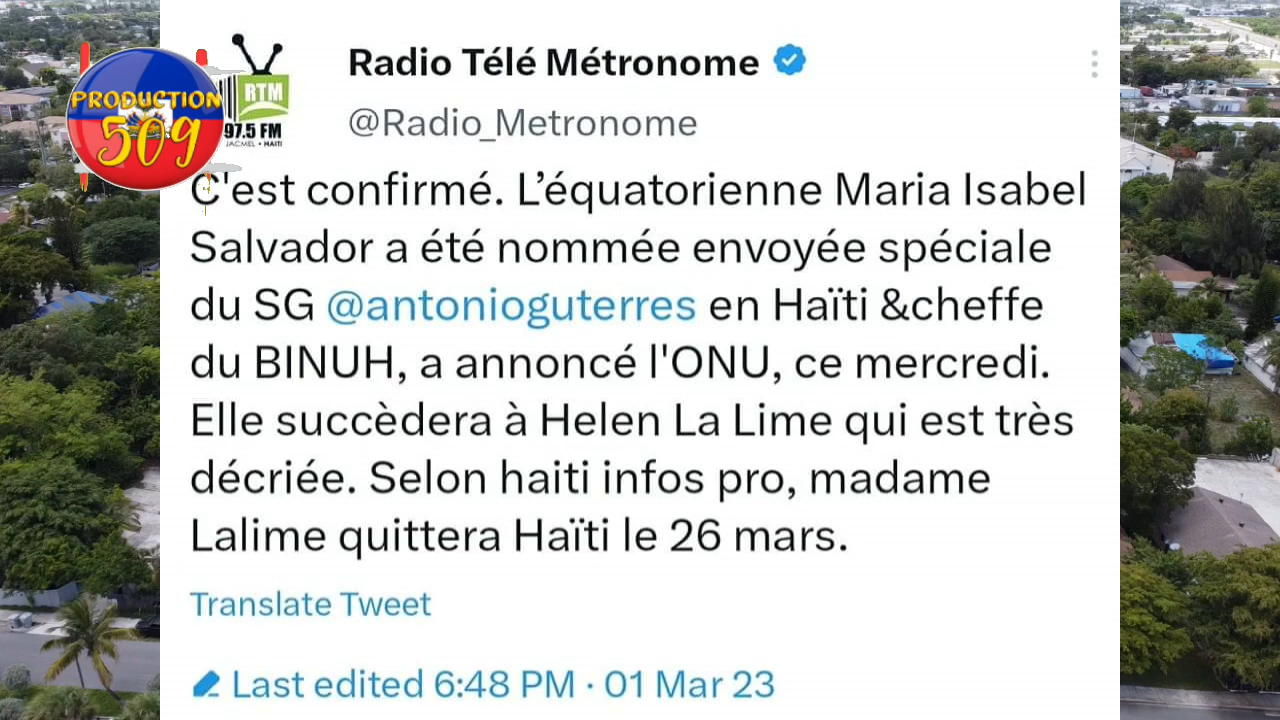 PRODUCTION
509
RTM
97.5 FM
JACMEL • HAITI
Radio Télé Métronome
@Radio_Metronome
C'est confirmé. L’équatorienne Maria Isabel
Salvador a été nommée envoyée spéciale
du SG @antonioguterres en Haïti &cheffe
du BINUH, a annoncé l'ONU, ce mercredi.
Elle succèdera à Helen La Lime qui est très
décriée. Selon haiti infos pro, madame
Lalime quittera Haïti le 26 mars.
Translate Tweet
Last edited 6:48 PM · 01 Mar 23